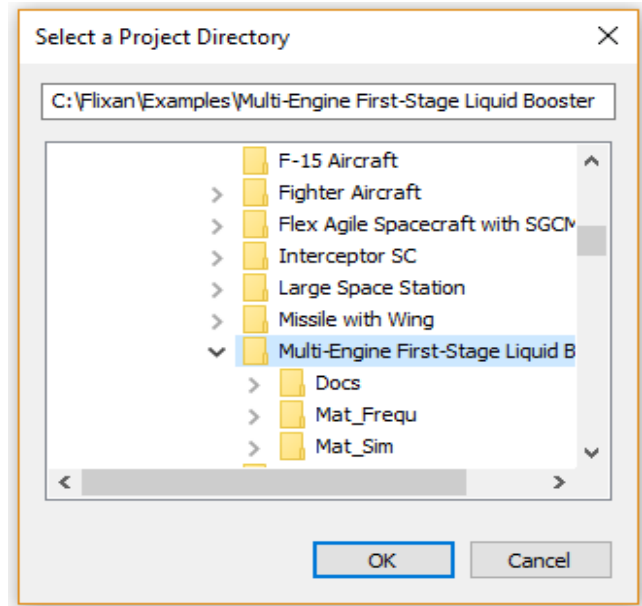 Select a Project Directory
C:\Flixan\Examples\Multi-Engine First-Stage Liquid Booster
F-15 Aircraft
Fighter Aircraft
Flex Agile Spacecraft with SGCM
Interceptor SC
Large Space Station
Missile with Wing
Multi-Engine First-Stage Liquid B
Docs
Mat_Frequ
Mat_Sim
OK Cancel